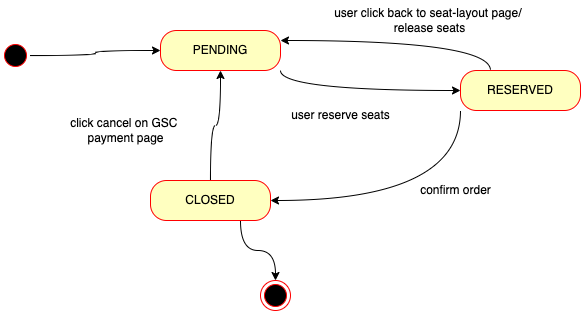 user click back to seat-layout page/
release seats
PENDING
RESERVED
user reserve seats
click cancel on GSC
payment page
confirm order
CLOSED